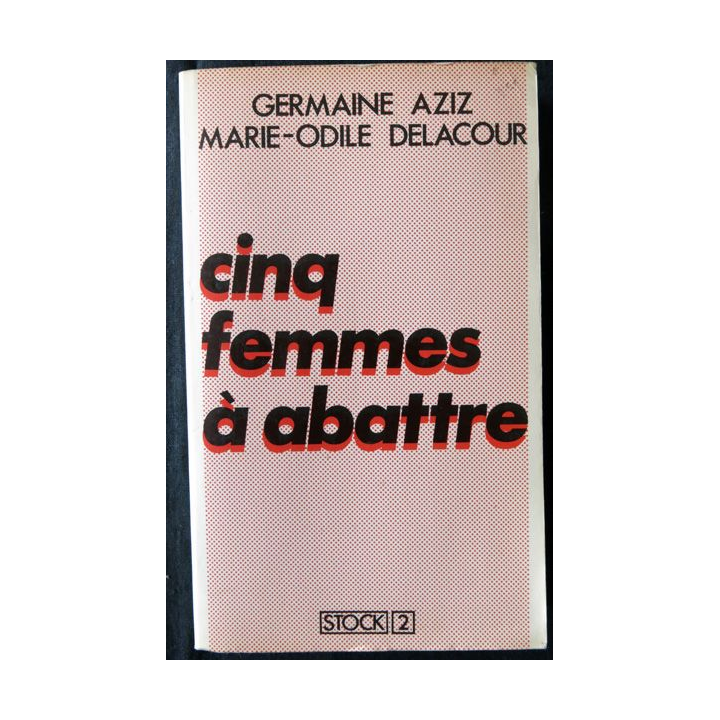 GERMAINE AZIZ
MARIE-ODILE DELACOUR
cinq
femmes
à abattre
STOCK 2